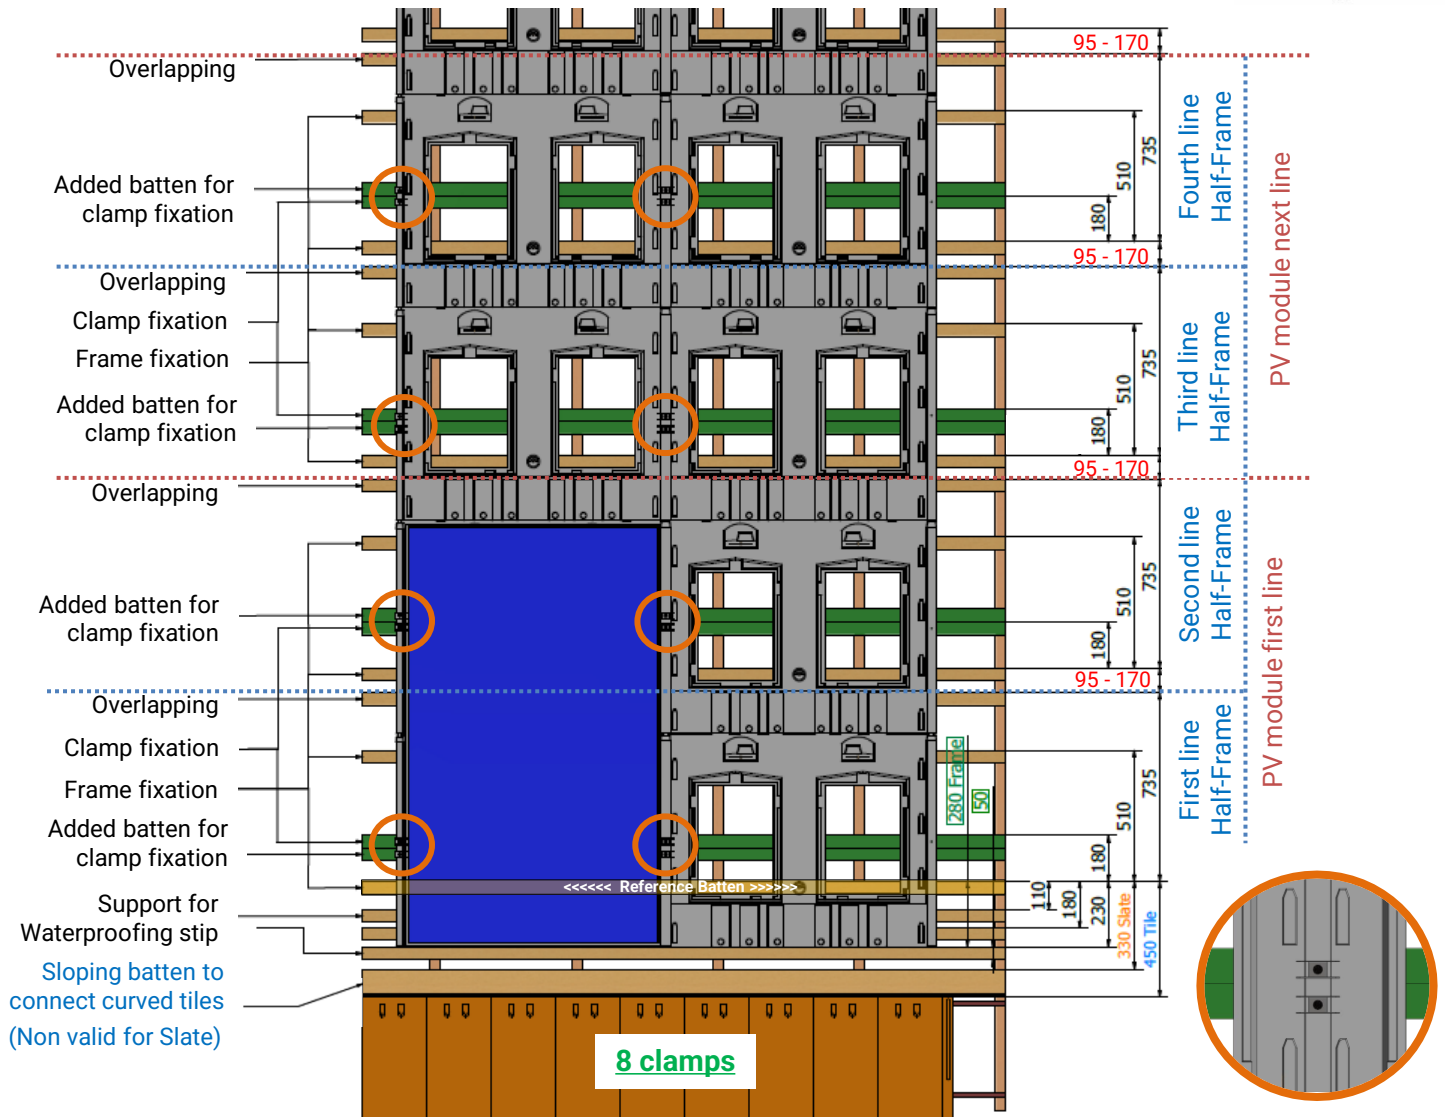 95 - 170
Overlapping
Added batten for
clamp fixation
Overlapping
Clamp fixation
Frame fixation
Added batten for
clamp fixation
Overlapping
Added batten for
clamp fixation
Overlapping
Clamp fixation
Frame fixation
Added batten for
clamp fixation
Support for
Waterproofing stip
Sloping batten to
connect curved tiles
(Non valid for Slate)
<<<<<< Reference Batten >>>>>>
8 clamps
735
510
180
95 - 170
735
510
180
95 - 170
735
510
180
95 - 170
735
510
180
280 Frame
50
110
180
230
330 Slate
450 Tile
Fourth line
Half-Frame
Third line
Half-Frame
Second line
Half-Frame
First line
Half-Frame
PV module next line
PV module first line